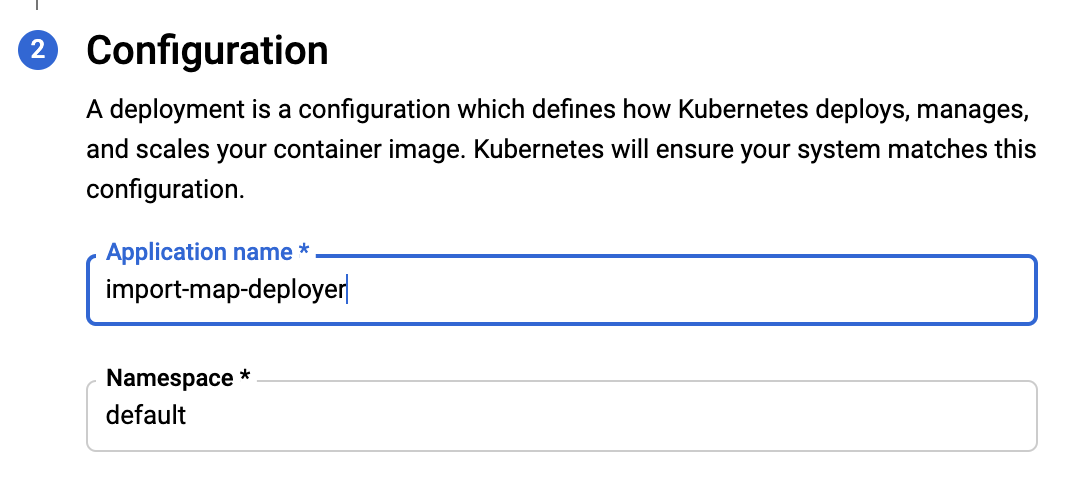 2
Configuration
A deployment is a configuration which defines how Kubernetes deploys, manages,
and scales your container image. Kubernetes will ensure your system matches this
configuration.
Application name *
import-map-deployer
Namespace *
default